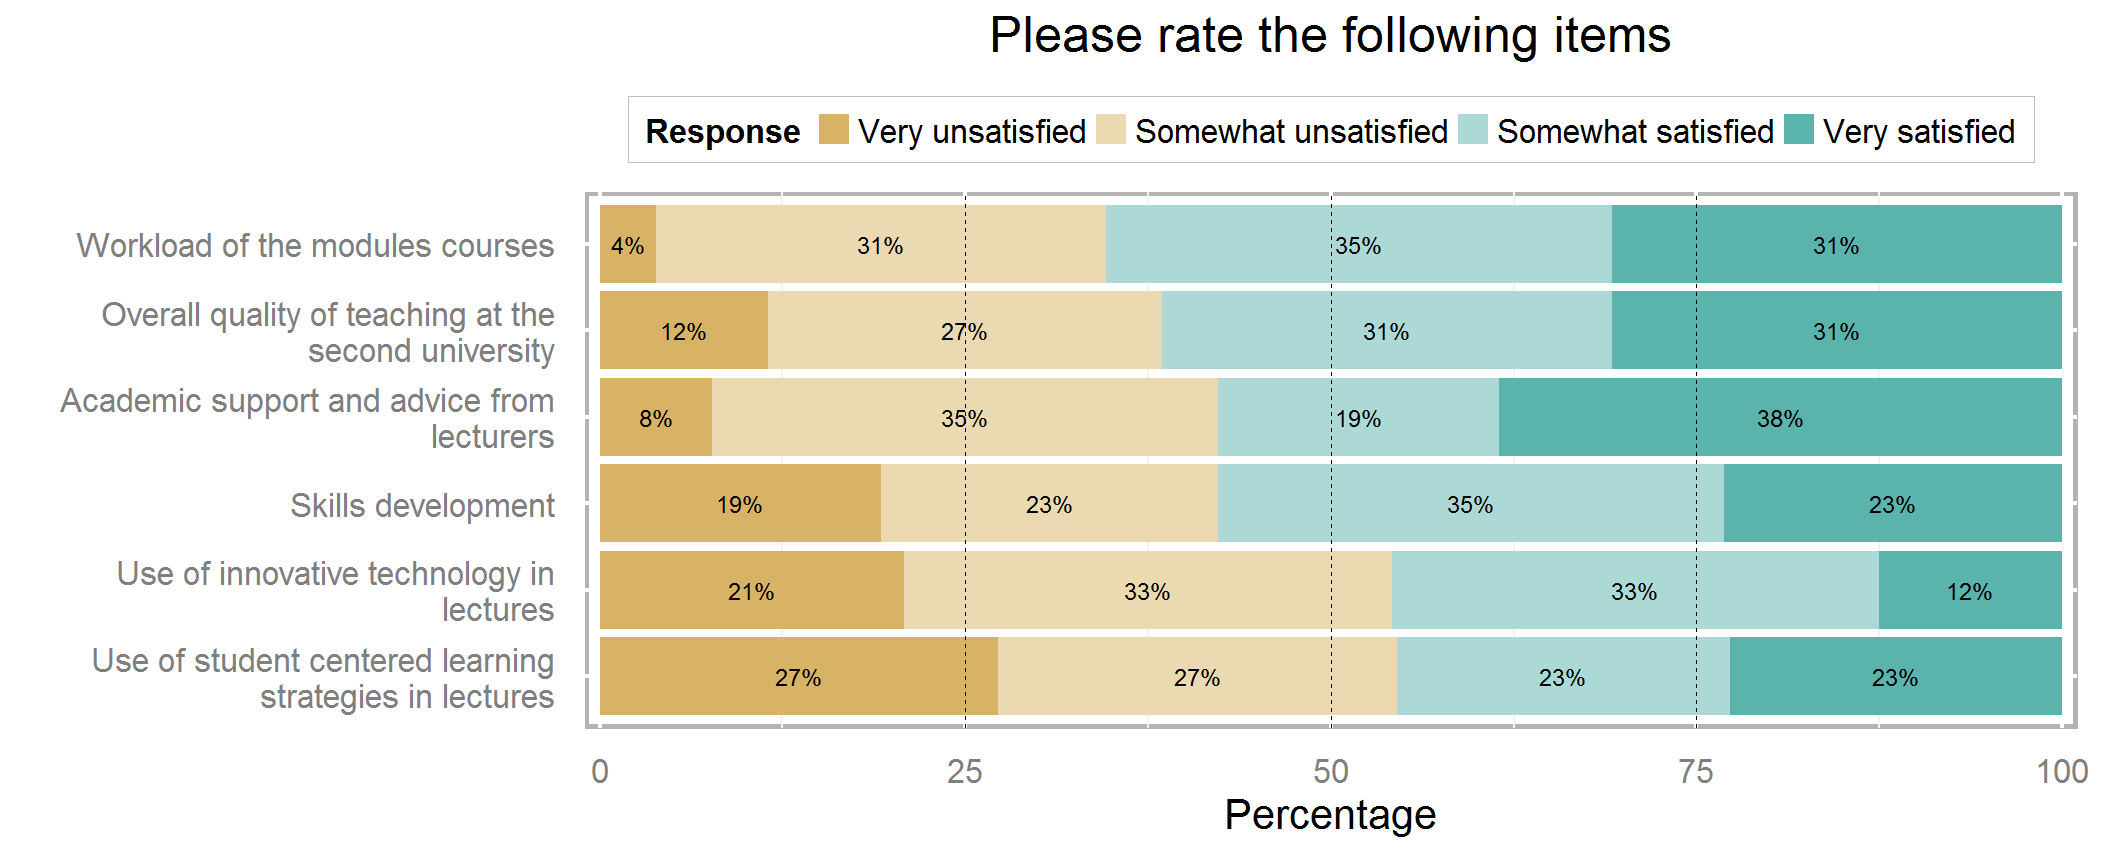 Please rate the following items
Response Very unsatisfied Somewhat unsatisfied Somewhat satisfied Very satisfied
Workload of the modules courses
4% 31% 35% 31%
Overall quality of teaching at the
second university
12% 27% 31% 31%
Academic support and advice from
lecturers
8% 35% 19% 38%
Skills development
19% 23% 35% 23%
Use of innovative technology in
lectures
21% 33% 33% 12%
Use of student centered learning
strategies in lectures
27% 27% 23% 23%
0 25 50 75 100
Percentage